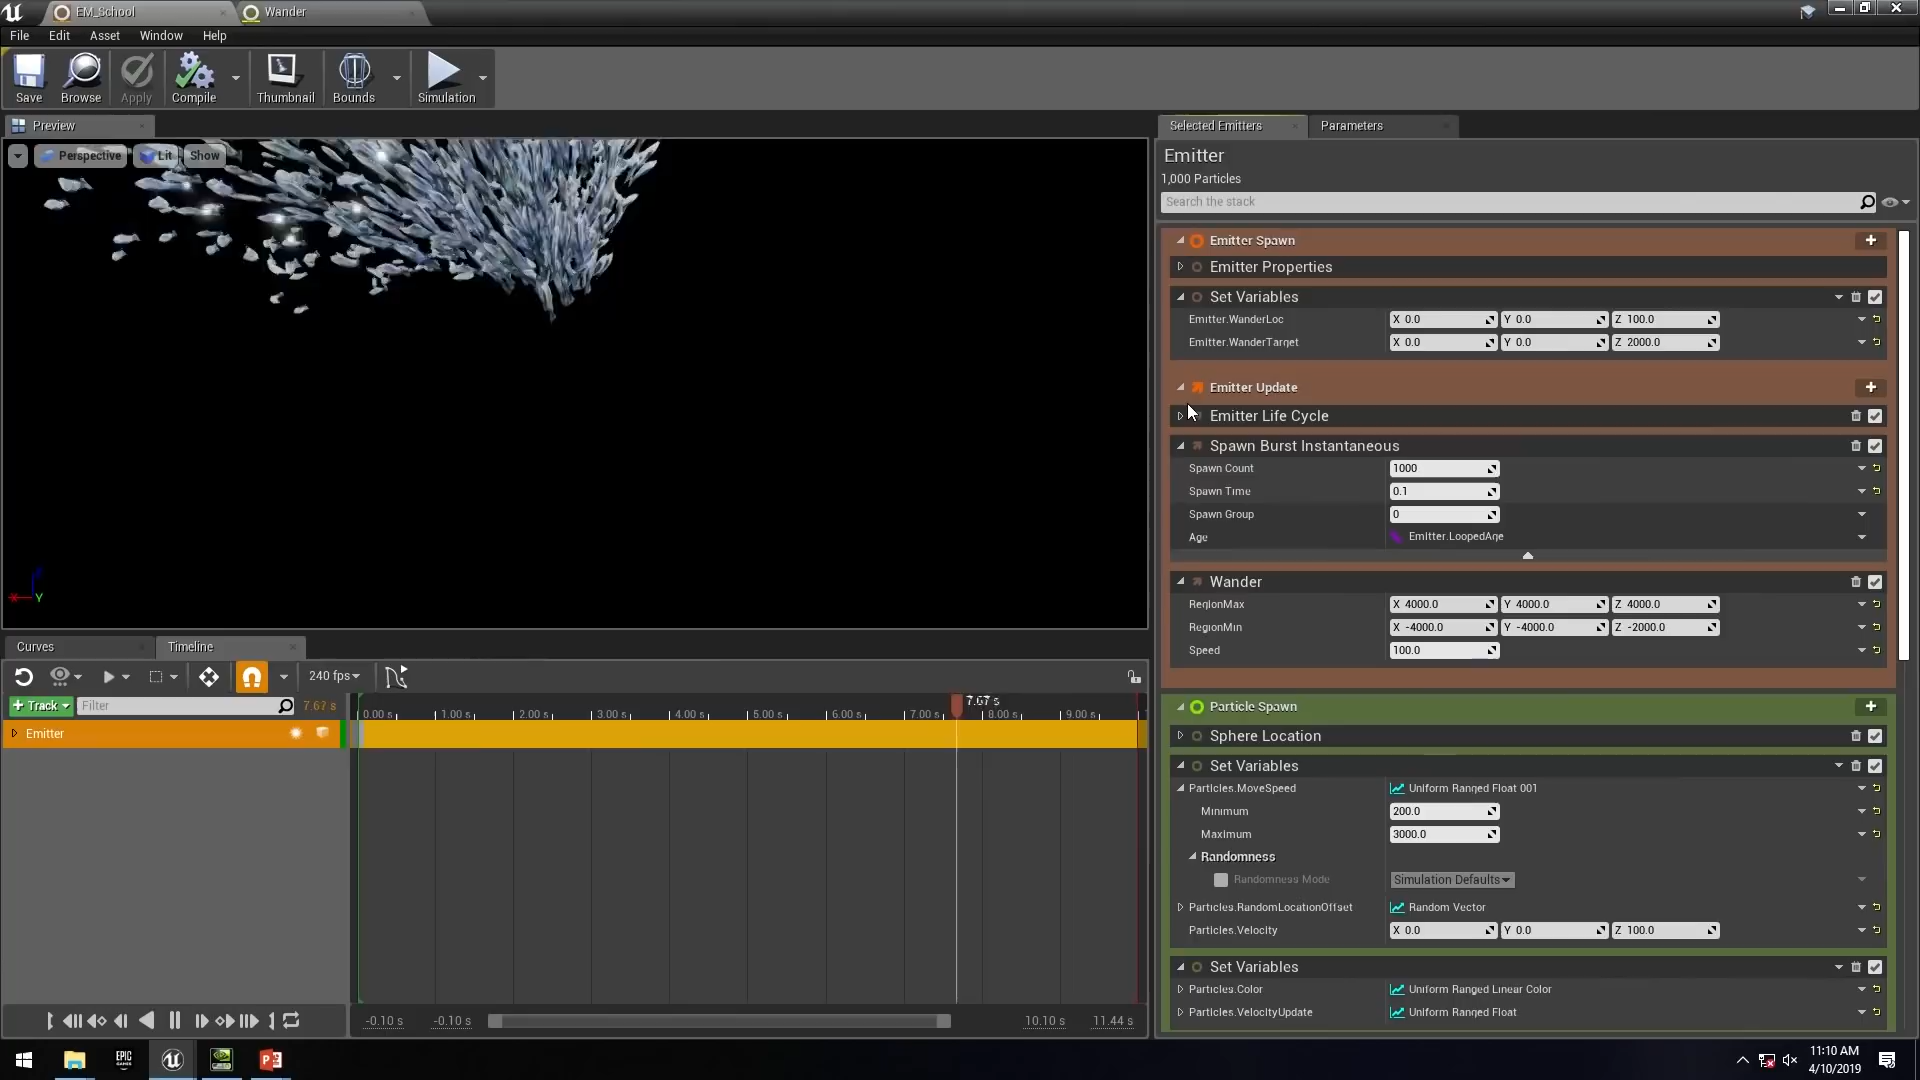 EM_School
Wander
File Edit Asset Window Help
Save
Browse
Apply
Compile
Thumbnail
Bounds
Simulation
Preview
Perspective
Lit
Show
Selected Emitters
Parameters
Emitter
1,000 Particles
Search the stack
Emitter Spawn
Emitter Properties
Set Variables
Emitter.WanderLoc X 0.0 Y 0.0 Z 100.0
Emitter.WanderTarget X 0.0 Y 0.0 Z 2000.0
Emitter Update
Emitter Life Cycle
Spawn Burst Instantaneous
Spawn Count 1000
Spawn Time 0.1
Spawn Group 0
Age Emitter.LoopedAge
Wander
RegionMax X 4000.0 Y 4000.0 Z 4000.0
RegionMin X -4000.0 Y -4000.0 Z -2000.0
Speed 100.0
Particle Spawn
Sphere Location
Set Variables
Particles.MoveSpeed Uniform Ranged Float 001
Minimum 200.0
Maximum 3000.0
Randomness
Randomness Mode Simulation Defaults
Particles.RandomLocationOffset Random Vector
Particles.Velocity X 0.0 Y 0.0 Z 100.0
Set Variables
Particles.Color Uniform Ranged Linear Color
Particles.VelocityUpdate Uniform Ranged Float
X Y
Curves
Timeline
240 fps
Track
Filter
7.67 s
7.67 s
0.00 s 1.00 s 2.00 s 3.00 s 4.00 s 5.00 s 6.00 s 7.00 s 8.00 s 9.00 s
Emitter
-0.10 s -0.10 s 10.10 s 11.44 s
EPIC GAMES
11:10 AM
4/10/2019